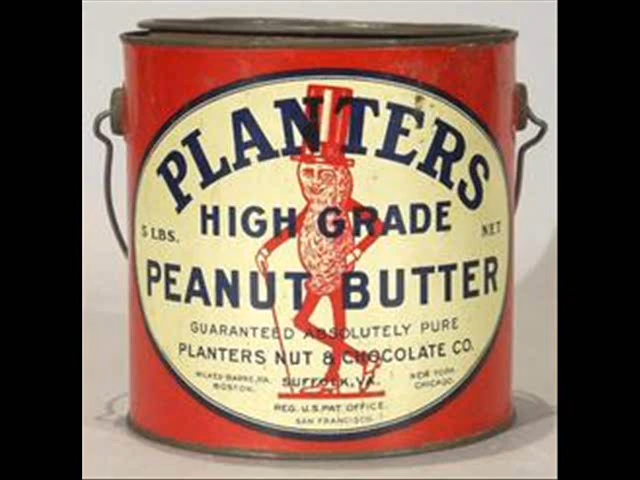 PLANTERS
HIGH GRADE
5 LBS. NET
PEANUT BUTTER
GUARANTEED ABSOLUTELY PURE
PLANTERS NUT & CHOCOLATE CO.
WILKES-BARRE, PA. SUFFOLK, VA. NEW YORK.
BOSTON. CHICAGO.
REG. U.S. PAT OFFICE.
SAN FRANCISCO.